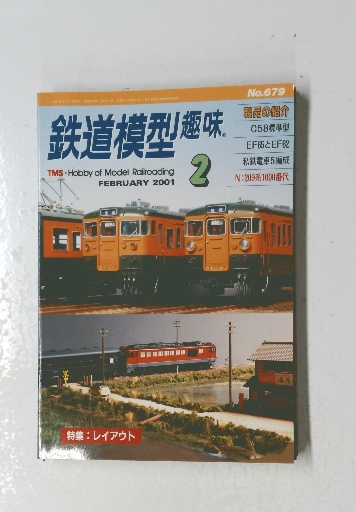 No.679
鉄道模型趣味
製品の紹介
C58標準型
EF65とEF62
私鉄電車5編成
N：209系1000番代
TMS・Hobby of Model Railroading
FEBRUARY 2001
2
特集：レイアウト